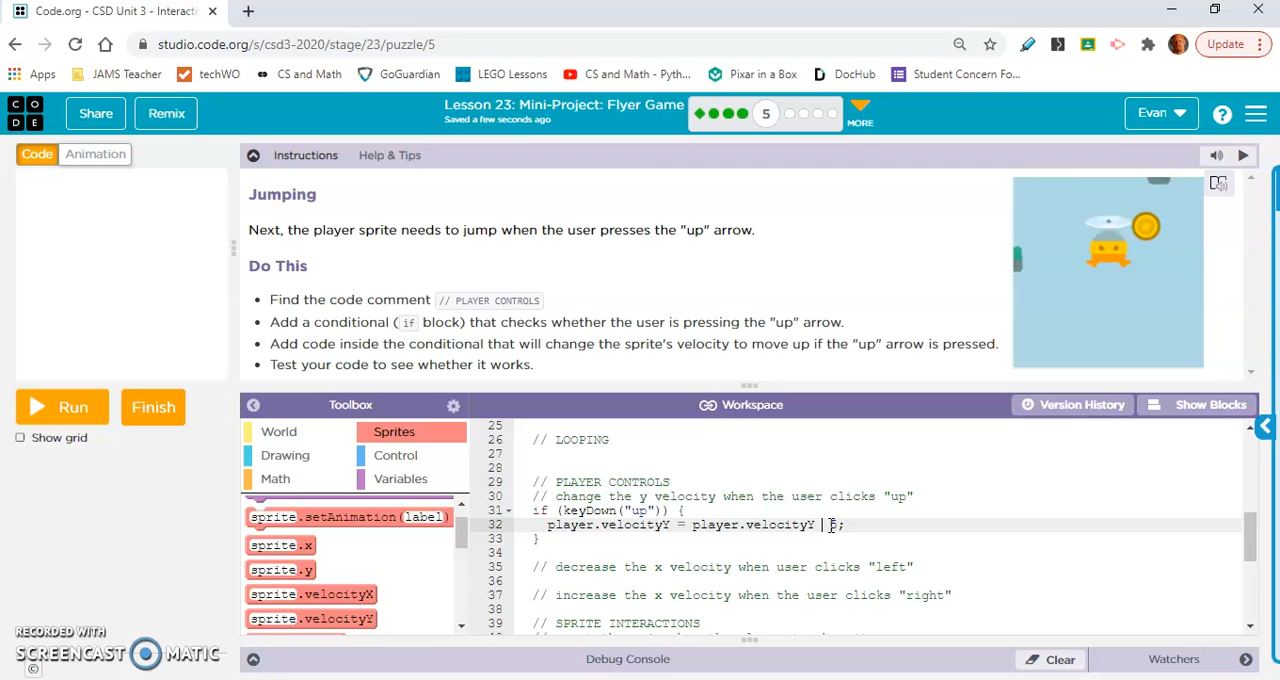 Code.org - CSD Unit 3 - Interacti
studio.code.org/s/csd3-2020/stage/23/puzzle/5
Update
Apps JAMS Teacher techWO CS and Math GoGuardian LEGO Lessons CS and Math - Pyth... Pixar in a Box DocHub Student Concern Fo...
CO
DE
Share
Remix
Lesson 23: Mini-Project: Flyer Game
Saved a few seconds ago
5
MORE
Evan
?
Code Animation
Instructions Help & Tips
Jumping
Next, the player sprite needs to jump when the user presses the "up" arrow.
Do This
Find the code comment // PLAYER CONTROLS
Add a conditional ( if block) that checks whether the user is pressing the "up" arrow.
Add code inside the conditional that will change the sprite's velocity to move up if the "up" arrow is pressed.
Test your code to see whether it works.
Run
Finish
Show grid
Toolbox
Workspace
Version History
Show Blocks
World
Sprites
Drawing
Control
Math
Variables
sprite.setAnimation(label)
sprite.x
sprite.y
sprite.velocityX
sprite.velocityY
25
26 // LOOPING
27
28
29 // PLAYER CONTROLS
30 // change the y velocity when the user clicks "up"
31 if (keyDown("up")) {
32 player.velocityY = player.velocityY ;
33 }
34
35 // decrease the x velocity when user clicks "left"
36
37 // increase the x velocity when the user clicks "right"
38
39 // SPRITE INTERACTIONS
RECORDED WITH
SCREENCAST MATIC
©
Debug Console
Clear
Watchers